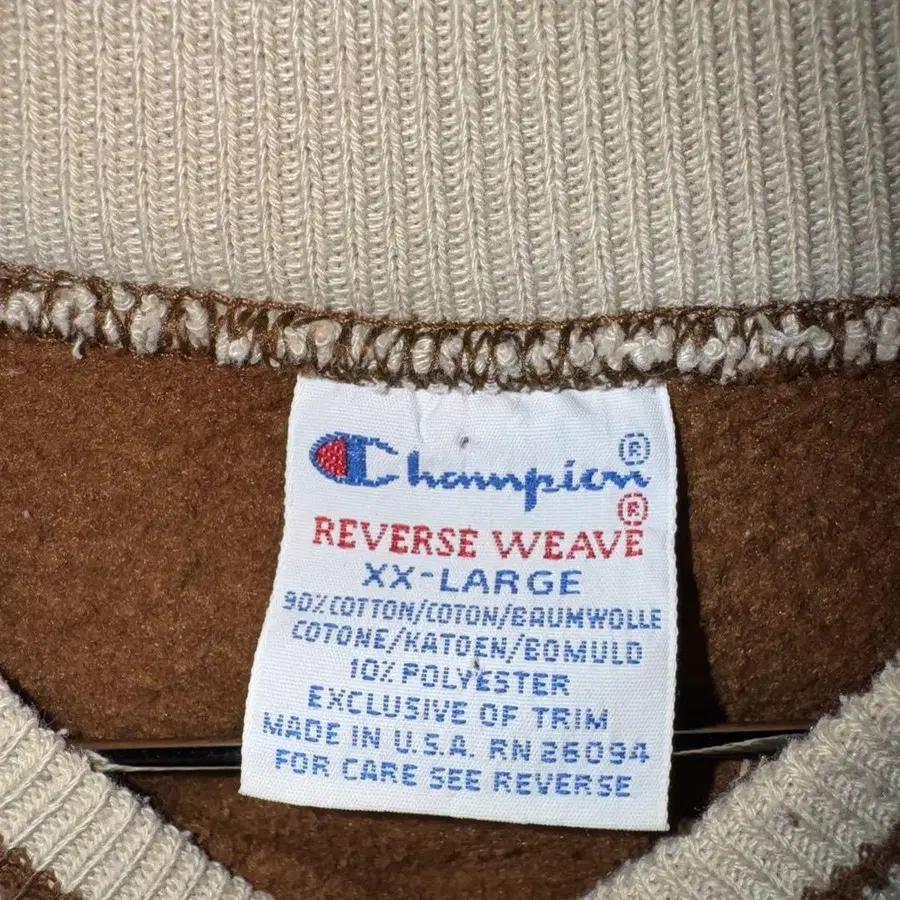 Champion®
REVERSE WEAVE®
XX-LARGE
90% COTTON/COTON/BAUMWOLLE
COTONE/KATOEN/BOMULD
10% POLYESTER
EXCLUSIVE OF TRIM
MADE IN U.S.A. RN 26094
FOR CARE SEE REVERSE